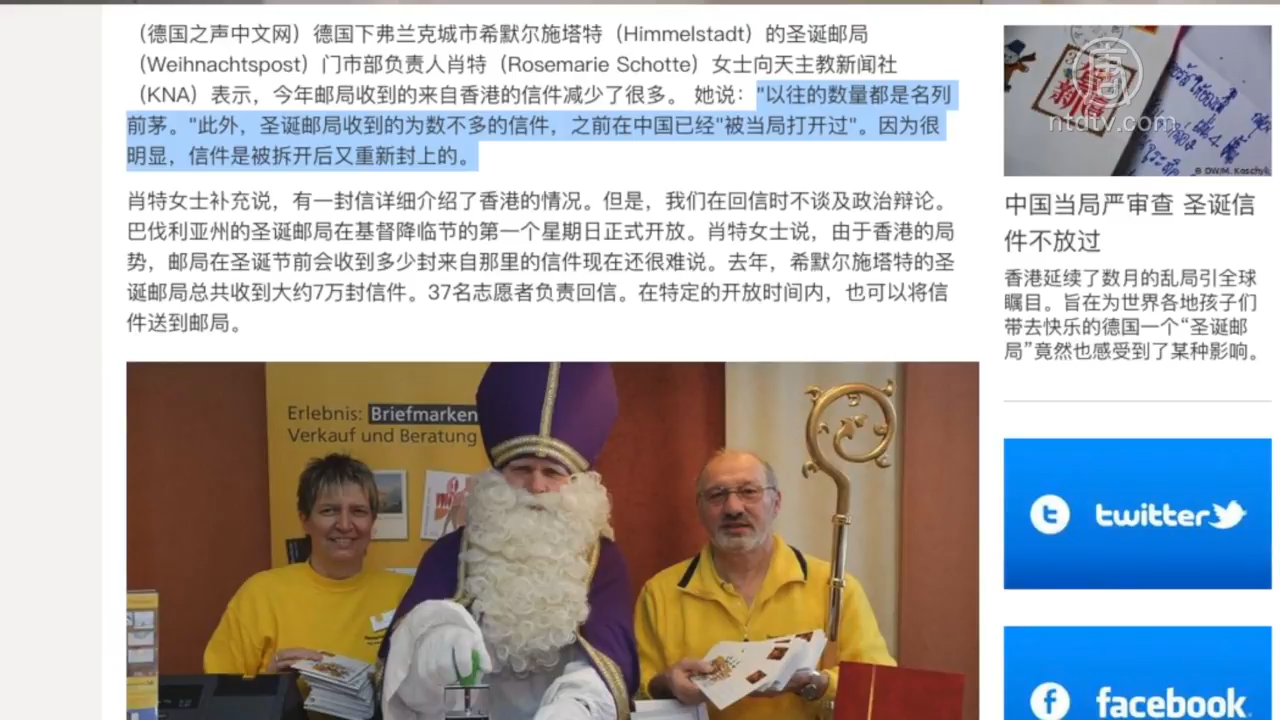 （德国之声中文网）德国下弗兰克城市希默尔施塔特（Himmelstadt）的圣诞邮局
（Weihnachtspost）门市部负责人肖特（Rosemarie Schotte）女士向天主教新闻社
（KNA）表示，今年邮局收到的来自香港的信件减少了很多。 她说："以往的数量都是名列
前茅。"此外，圣诞邮局收到的为数不多的信件，之前在中国已经"被当局打开过"。因为很
明显，信件是被拆开后又重新封上的。
肖特女士补充说，有一封信详细介绍了香港的情况。但是，我们在回信时不谈及政治辩论。
巴伐利亚州的圣诞邮局在基督降临节的第一个星期日正式开放。肖特女士说，由于香港的局
势，邮局在圣诞节前会收到多少封来自那里的信件现在还很难说。去年，希默尔施塔特的圣
诞邮局总共收到大约7万封信件。37名志愿者负责回信。在特定的开放时间内，也可以将信
件送到邮局。
Erlebnis: Briefmarken
Verkauf und Beratung
ntdtv.com
© DW/M. Koschyk
中国当局严审查 圣诞信
件不放过
香港延续了数月的乱局引全球
瞩目。旨在为世界各地孩子们
带去快乐的德国一个“圣诞邮
局”竟然也感受到了某种影响。
twitter
facebook